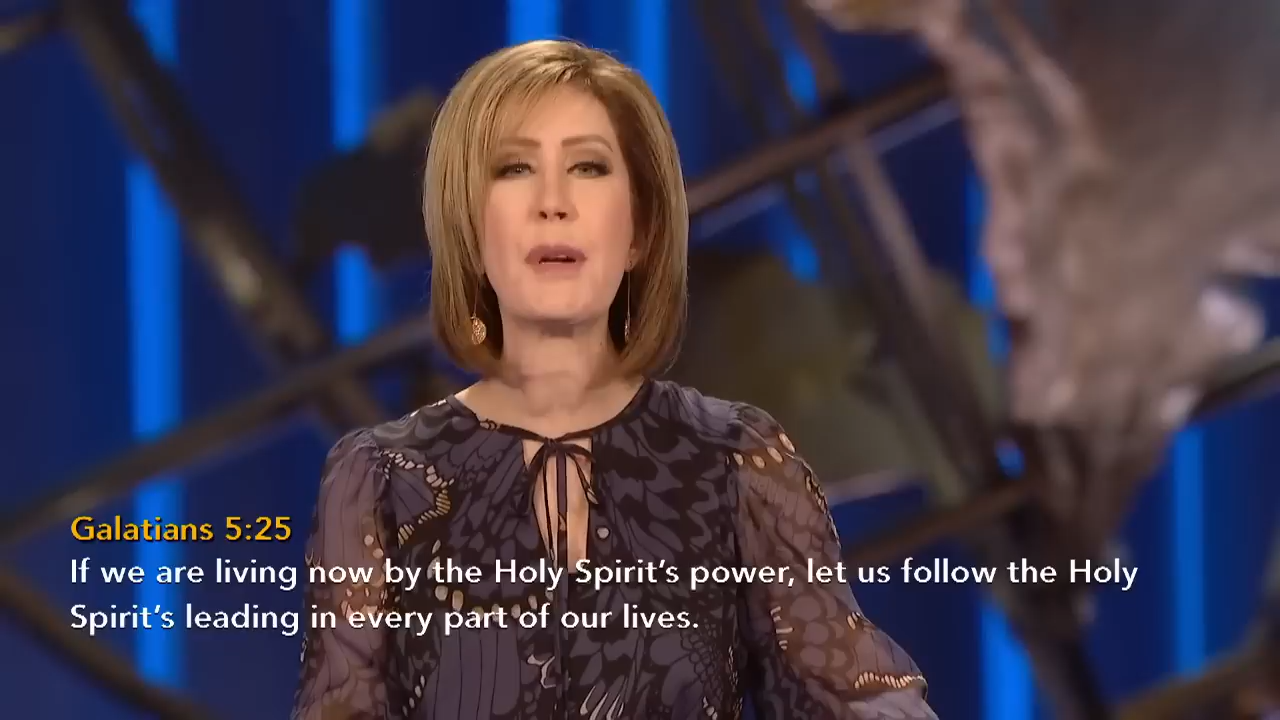 Galatians 5:25
If we are living now by the Holy Spirit's power, let us follow the Holy
Spirit's leading in every part of our lives.